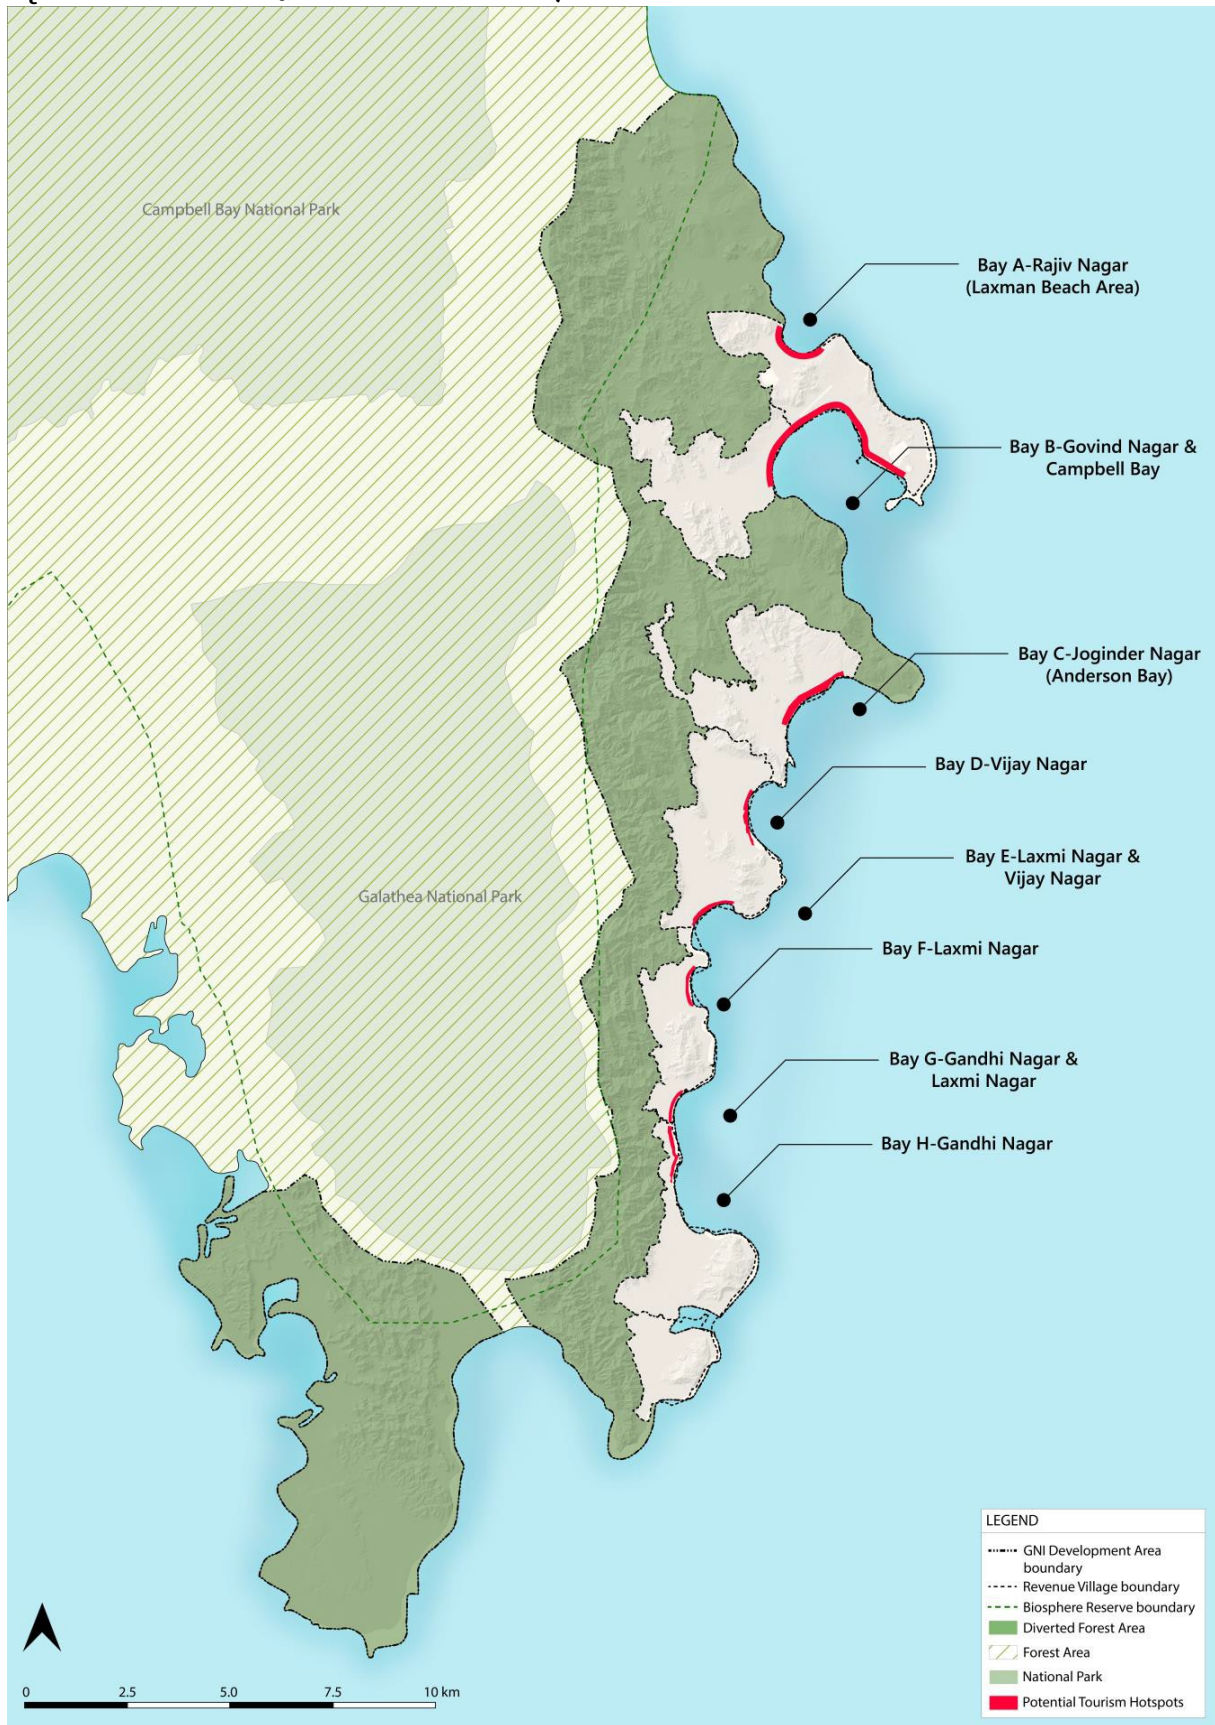 Campbell Bay National Park
Bay A-Rajiv Nagar
(Laxman Beach Area)
Bay B-Govind Nagar &
Campbell Bay
Bay C-Joginder Nagar
(Anderson Bay)
Bay D-Vijay Nagar
Bay E-Laxmi Nagar &
Vijay Nagar
Galathea National Park
Bay F-Laxmi Nagar
Bay G-Gandhi Nagar &
Laxmi Nagar
Bay H-Gandhi Nagar
LEGEND
GNI Development Area
boundary
Revenue Village boundary
Biosphere Reserve boundary
Diverted Forest Area
Forest Area
National Park
Potential Tourism Hotspots
0 2.5 5.0 7.5 10 km